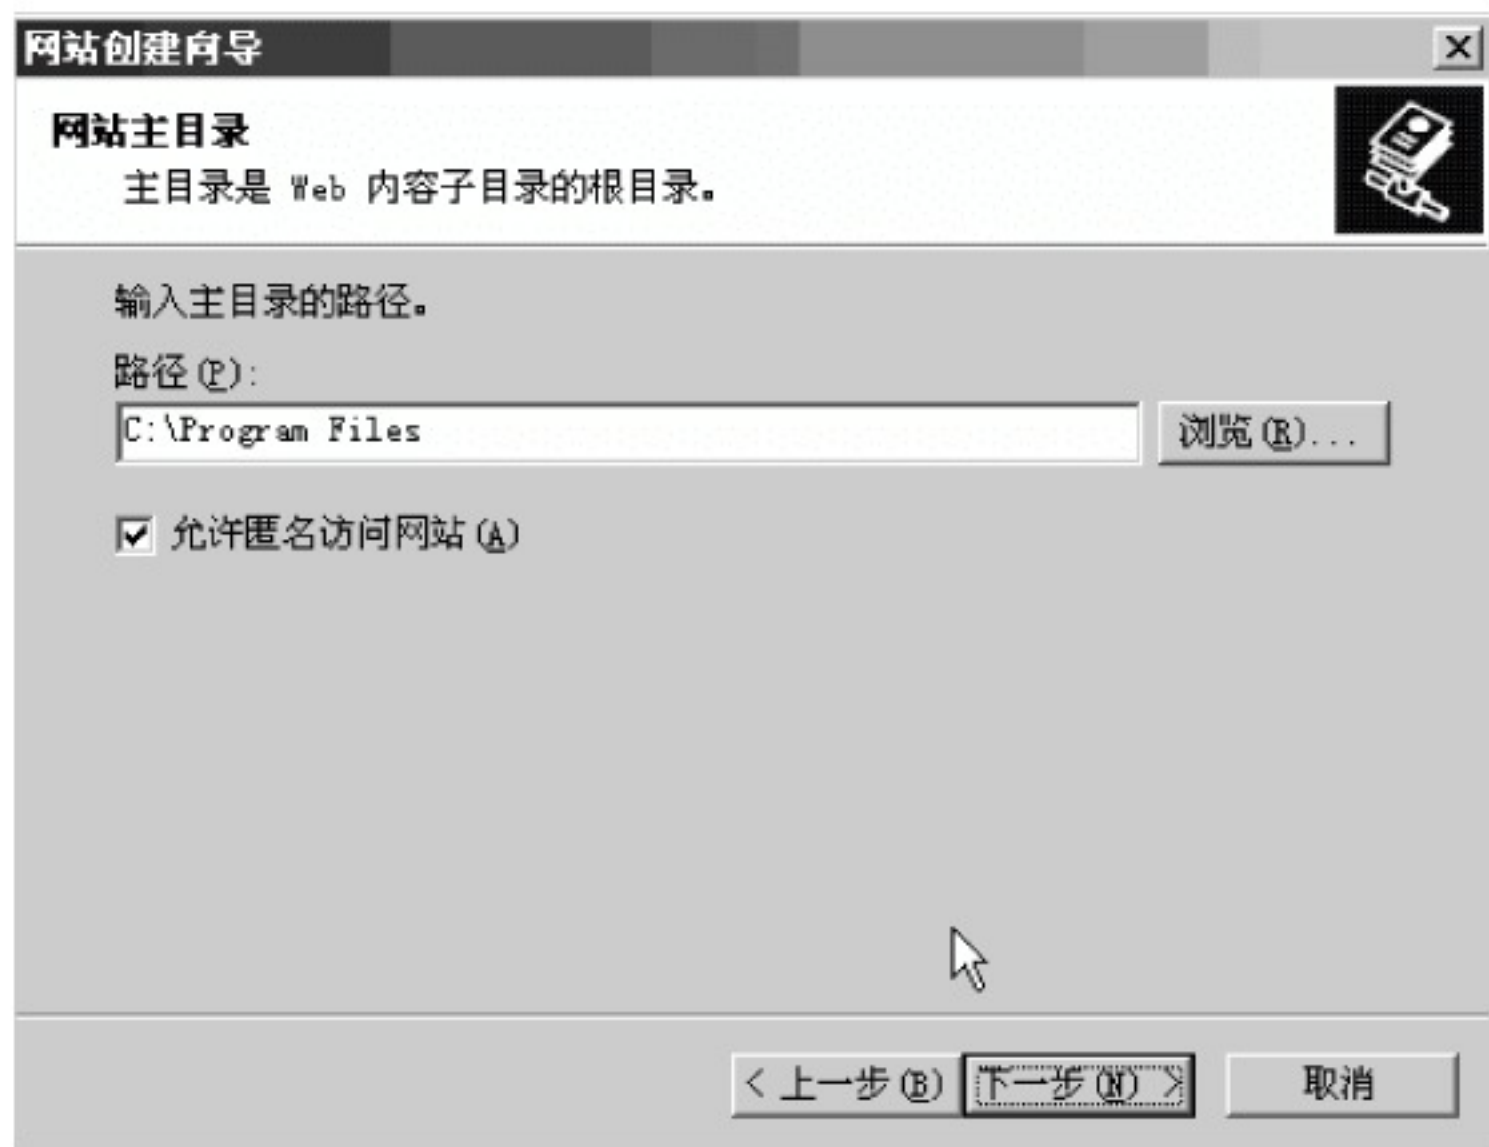 网站创建向导
网站主目录
主目录是 Web 内容子目录的根目录。
输入主目录的路径。
路径(P):
C:\Program Files
浏览(R)...
允许匿名访问网站(A)
< 上一步(B)
下一步(N) >
取消